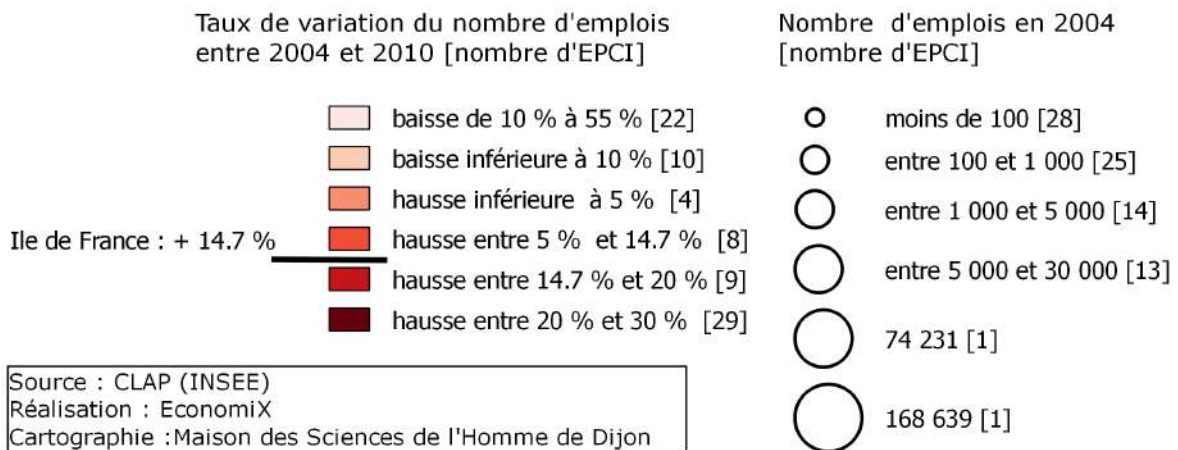 Taux de variation du nombre d'emplois
entre 2004 et 2010 [nombre d'EPCI]
baisse de 10 % à 55 % [22]
baisse inférieure à 10 % [10]
hausse inférieure à 5 % [4]
Ile de France : + 14.7 %
hausse entre 5 % et 14.7 % [8]
hausse entre 14.7 % et 20 % [9]
hausse entre 20 % et 30 % [29]
Nombre d'emplois en 2004
[nombre d'EPCI]
moins de 100 [28]
entre 100 et 1 000 [25]
entre 1 000 et 5 000 [14]
entre 5 000 et 30 000 [13]
74 231 [1]
168 639 [1]
Source : CLAP (INSEE)
Réalisation : EconomiX
Cartographie :Maison des Sciences de l'Homme de Dijon